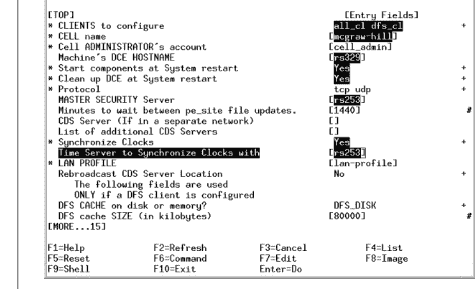 [TOP] [Entry Fields]
* CLIENTS to configure all_cl dfs_cl +
* CELL name [mcgraw-hill]
* Cell ADMINISTRATOR's account [cell_admin]
Machine's DCE HOSTNAME [rs329]
* Start components at System restart Yes +
* Clean up DCE at System restart Yes +
* Protocol tcp udp +
MASTER SECURITY Server [rs253]
Minutes to wait between pe_site file updates. [1440] #
CDS Server (If in a separate network) []
List of additional CDS Servers []
* Synchronize Clocks Yes +
Time Server to Synchronize Clocks with [rs253]
* LAN PROFILE [lan-profile]
Rebroadcast CDS Server Location No +
The following fields are used
ONLY if a DFS client is configured
DFS CACHE on disk or memory? DFS_DISK +
DFS cache SIZE (in kilobytes) [80000] #
[MORE...15]
F1=Help F2=Refresh F3=Cancel F4=List
F5=Reset F6=Command F7=Edit F8=Image
F9=Shell F10=Exit Enter=Do